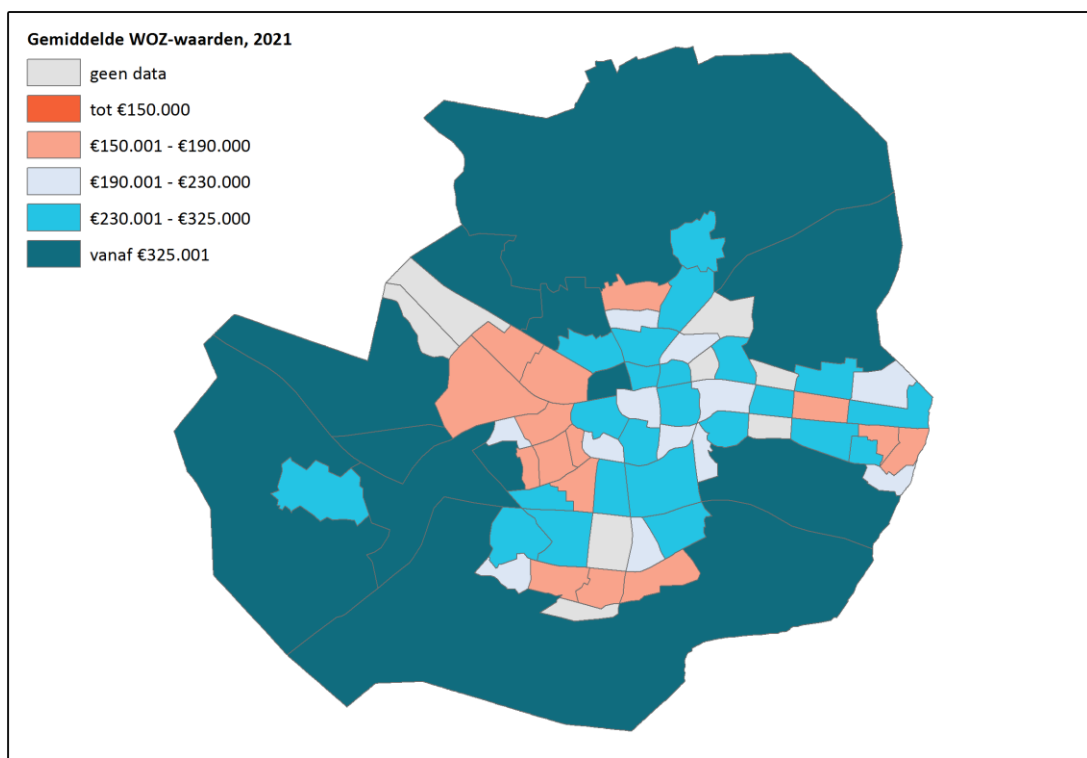 Gemiddelde WOZ-waarden, 2021
geen data
tot €150.000
€150.001 - €190.000
€190.001 - €230.000
€230.001 - €325.000
vanaf €325.001